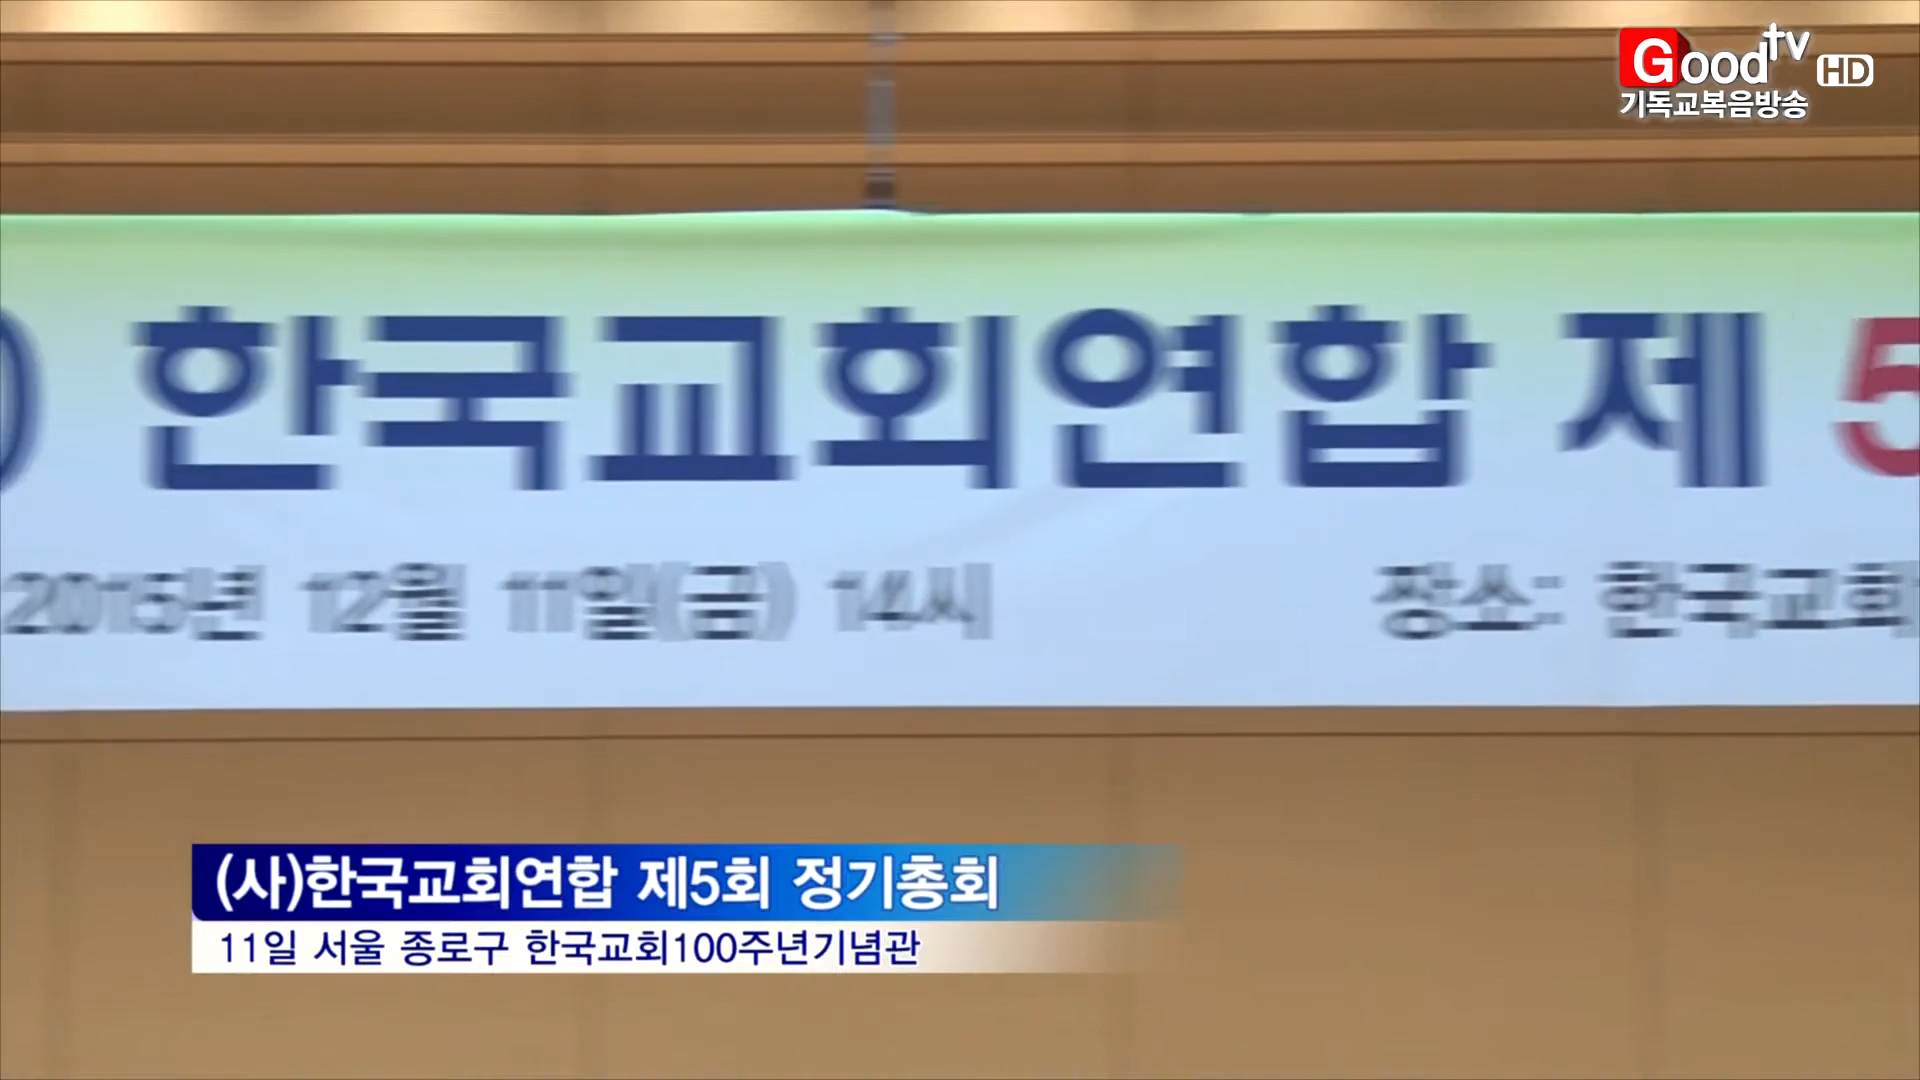 Good tv HD
기독교복음방송
) 한국교회연합 제 5
2015년 12월 11일(금) 14시 장소: 한국교회
(사)한국교회연합 제5회 정기총회
11일 서울 종로구 한국교회100주년기념관